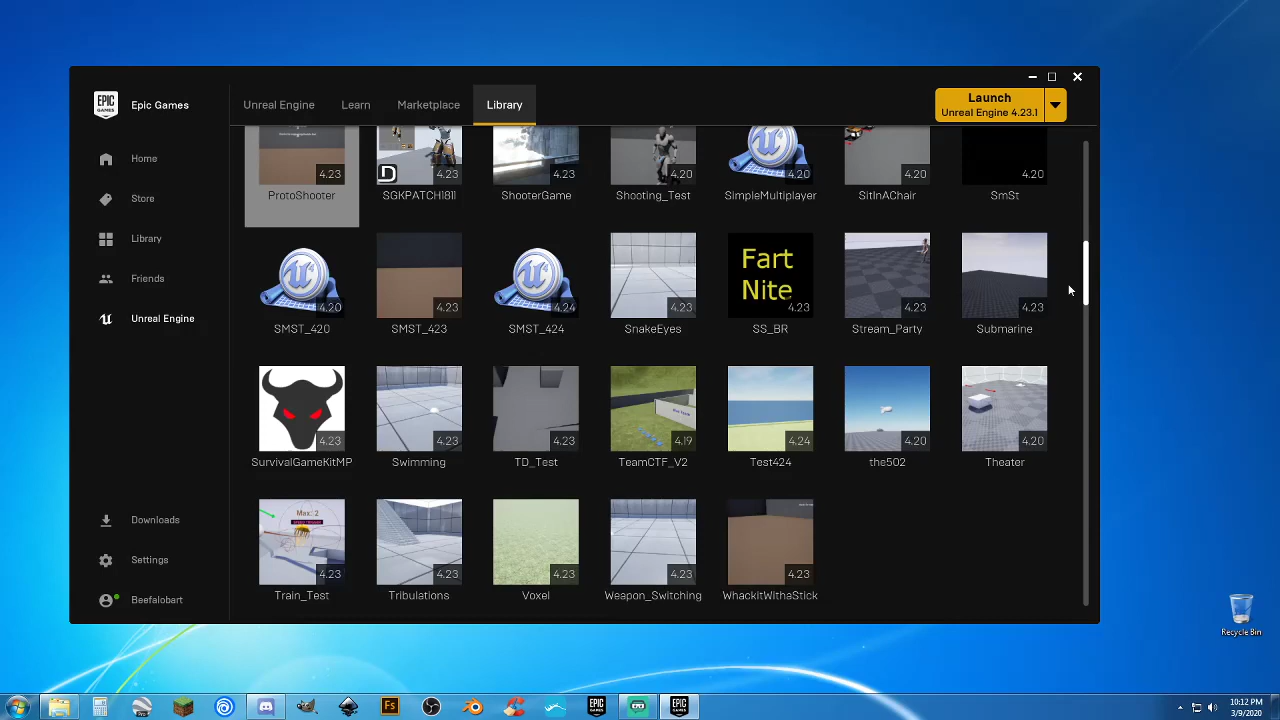 EPIC GAMES
Epic Games
Unreal Engine
Learn
Marketplace
Library
Launch
Unreal Engine 4.23.1
Home
Store
Library
Friends
Unreal Engine
Downloads
Settings
Beefalobart
4.23
4.23
4.23
4.20
4.20
4.20
4.20
ProtoShooter
SGKPATCH1811
ShooterGame
Shooting_Test
SImpleMultiplayer
SitInAChair
SmSt
4.20
4.23
4.24
4.23
Fart
Nite
4.23
4.23
4.23
SMST_420
SMST_423
SMST_424
SnakeEyes
SS_BR
Stream_Party
Submarine
4.23
4.23
4.23
4.19
4.24
4.20
4.20
SurvivalGameKitMP
Swimming
TD_Test
TeamCTF_V2
Test424
the502
Theater
Max: 2
4.23
4.23
4.23
4.23
4.23
Train_Test
Tribulations
Voxel
Weapon_Switching
WhackitWithaStick
Recycle Bin
Fs
10:12 PM
3/9/2020